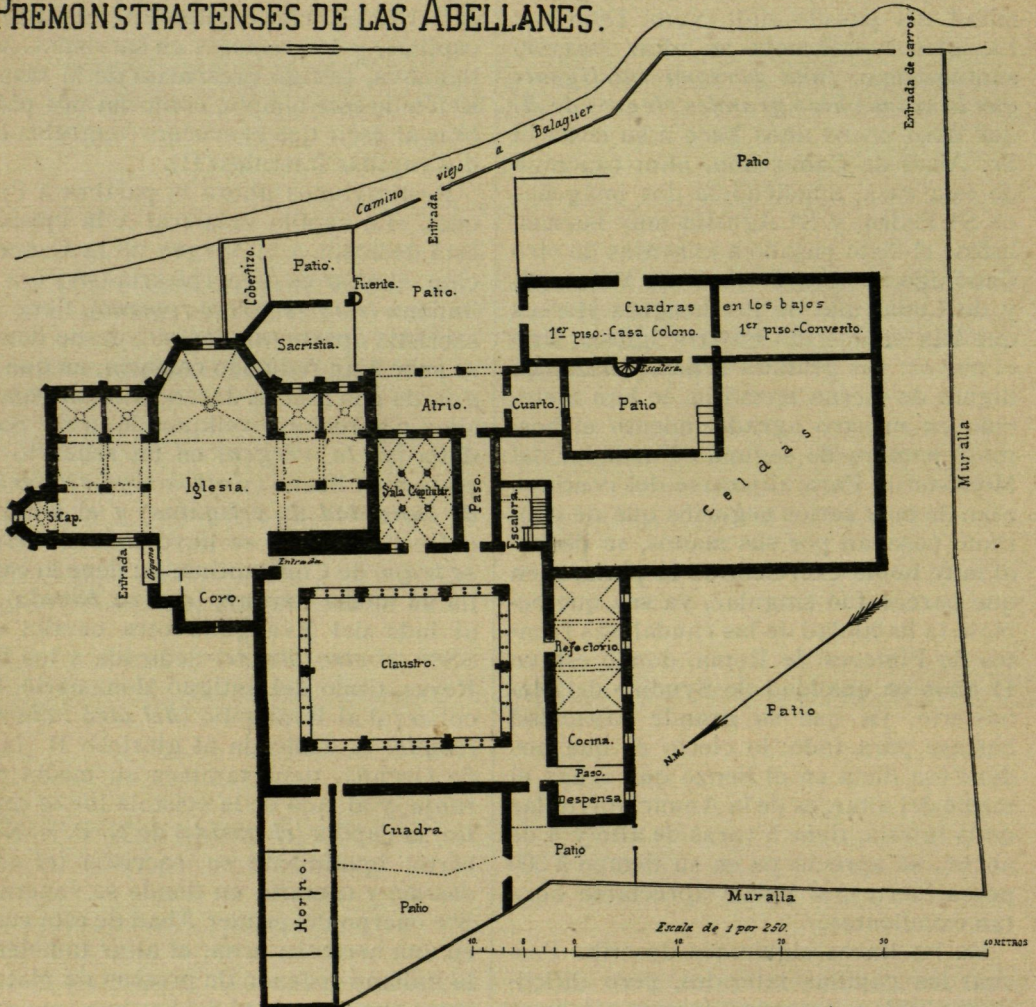 PREMONSTRATENSES DE LAS ABELLANES.
Entrada de carros.
Camino viejo á Balaguer
Patio
Entrada.
Cobertizo.
Patio.
Fuente.
Patio.
Sacristia.
Cuadras en los bajos
1er piso.-Casa Colono.
1er piso.-Convento.
Escalera.
Atrio.
Cuarto.
Patio
Celdas
Muralla
Iglesia.
Sala Capitular.
Paso.
Escalera.
S.Cap.
Entrada
Organo
Entrada
Coro.
Claustro.
Refectorio.
Patio
N.M.
Cocina.
Paso.
Despensa
Cuadra
Patio
Horno
Patio
Muralla
Escala de 1 por 250.
10 5 0 10 20 30 40 METROS